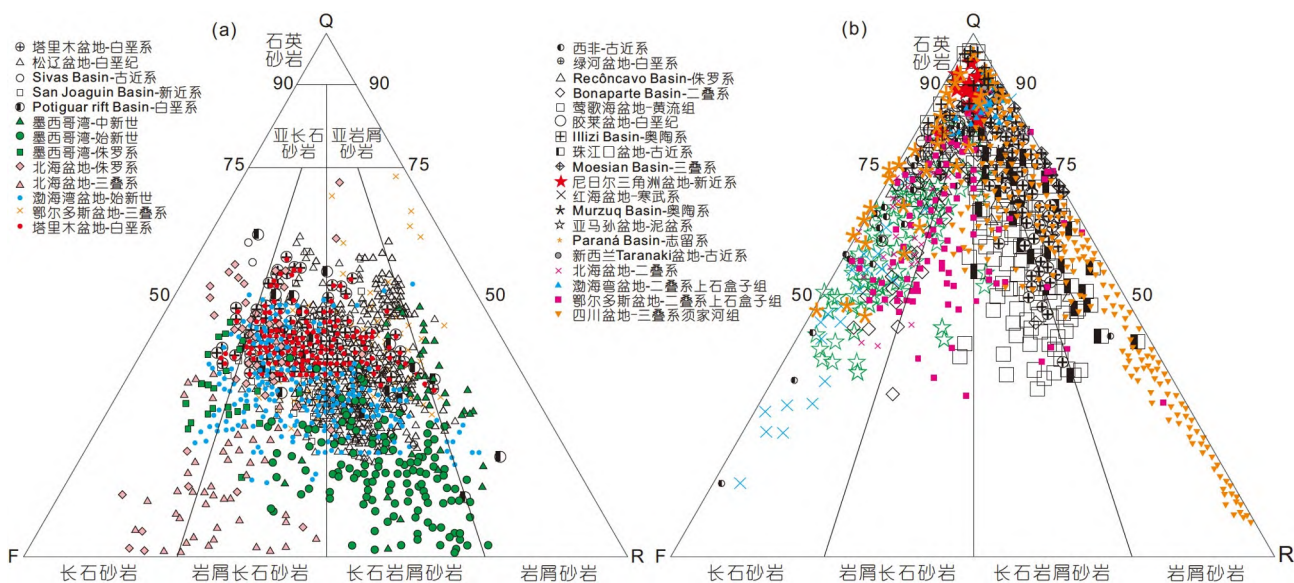 (a)
Q
石英
砂岩
90
90
亚长石
砂岩
亚岩屑
砂岩
75
75
50
50
F
R
长石砂岩
岩屑长石砂岩
长石岩屑砂岩
岩屑砂岩
塔里木盆地-白垩系
松辽盆地-白垩纪
Sivas Basin-古近系
San Joaguin Basin-新近系
Potiguar rift Basin-白垩系
墨西哥湾-中新世
墨西哥湾-始新世
墨西哥湾-侏罗系
北海盆地-侏罗系
北海盆地-三叠系
渤海湾盆地-始新世
鄂尔多斯盆地-三叠系
塔里木盆地-白垩系
(b)
Q
石英
砂岩
90
90
75
75
50
50
F
R
长石砂岩
岩屑长石砂岩
长石岩屑砂岩
岩屑砂岩
西非-古近系
绿河盆地-白垩系
Recôncavo Basin-侏罗系
Bonaparte Basin-二叠系
莺歌海盆地-黄流组
胶莱盆地-白垩纪
Illizi Basin-奥陶系
珠江口盆地-古近系
Moesian Basin-三叠系
尼日尔三角洲盆地-新近系
红海盆地-寒武系
Murzuq Basin-奥陶系
亚马孙盆地-泥盆系
Paraná Basin-志留系
新西兰Taranaki盆地-古近系
北海盆地-二叠系
渤海弯盆地-二叠系上石盒子组
鄂尔多斯盆地-二叠系上石盒子组
四川盆地-三叠系须家河组